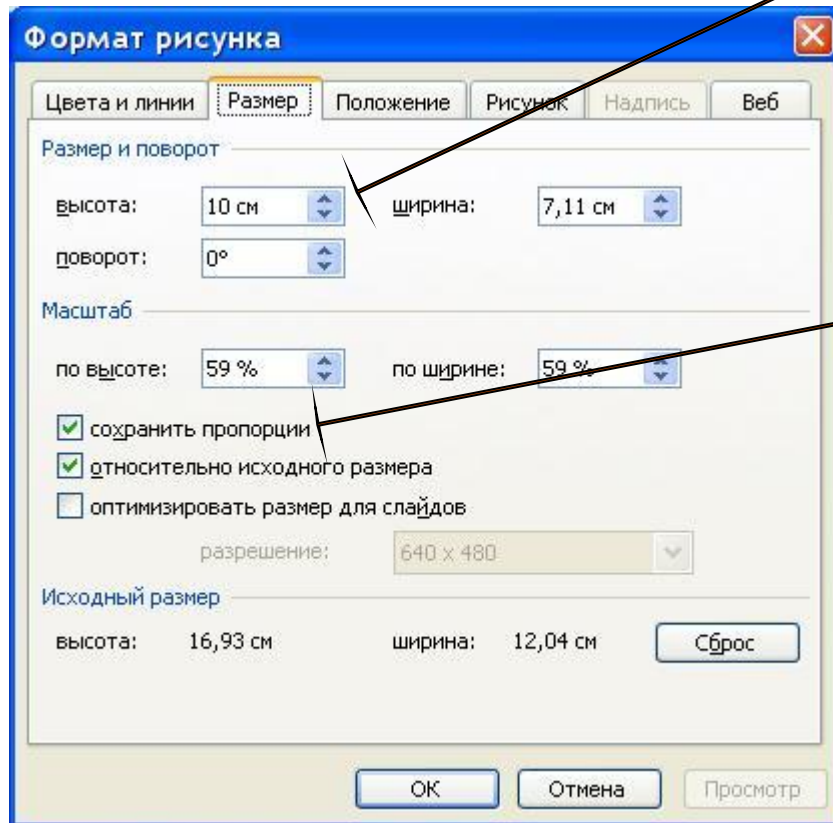 Формат рисунка
Цвета и линии Размер Положение Рисунок Надпись Веб
Размер и поворот
высота: 10 см ширина: 7,11 см
поворот: 0°
Масштаб
по высоте: 59 % по ширине: 59 %
сохранить пропорции
относительно исходного размера
оптимизировать размер для слайдов
разрешение: 640 x 480
Исходный размер
высота: 16,93 см ширина: 12,04 см Сброс
ОК Отмена Просмотр